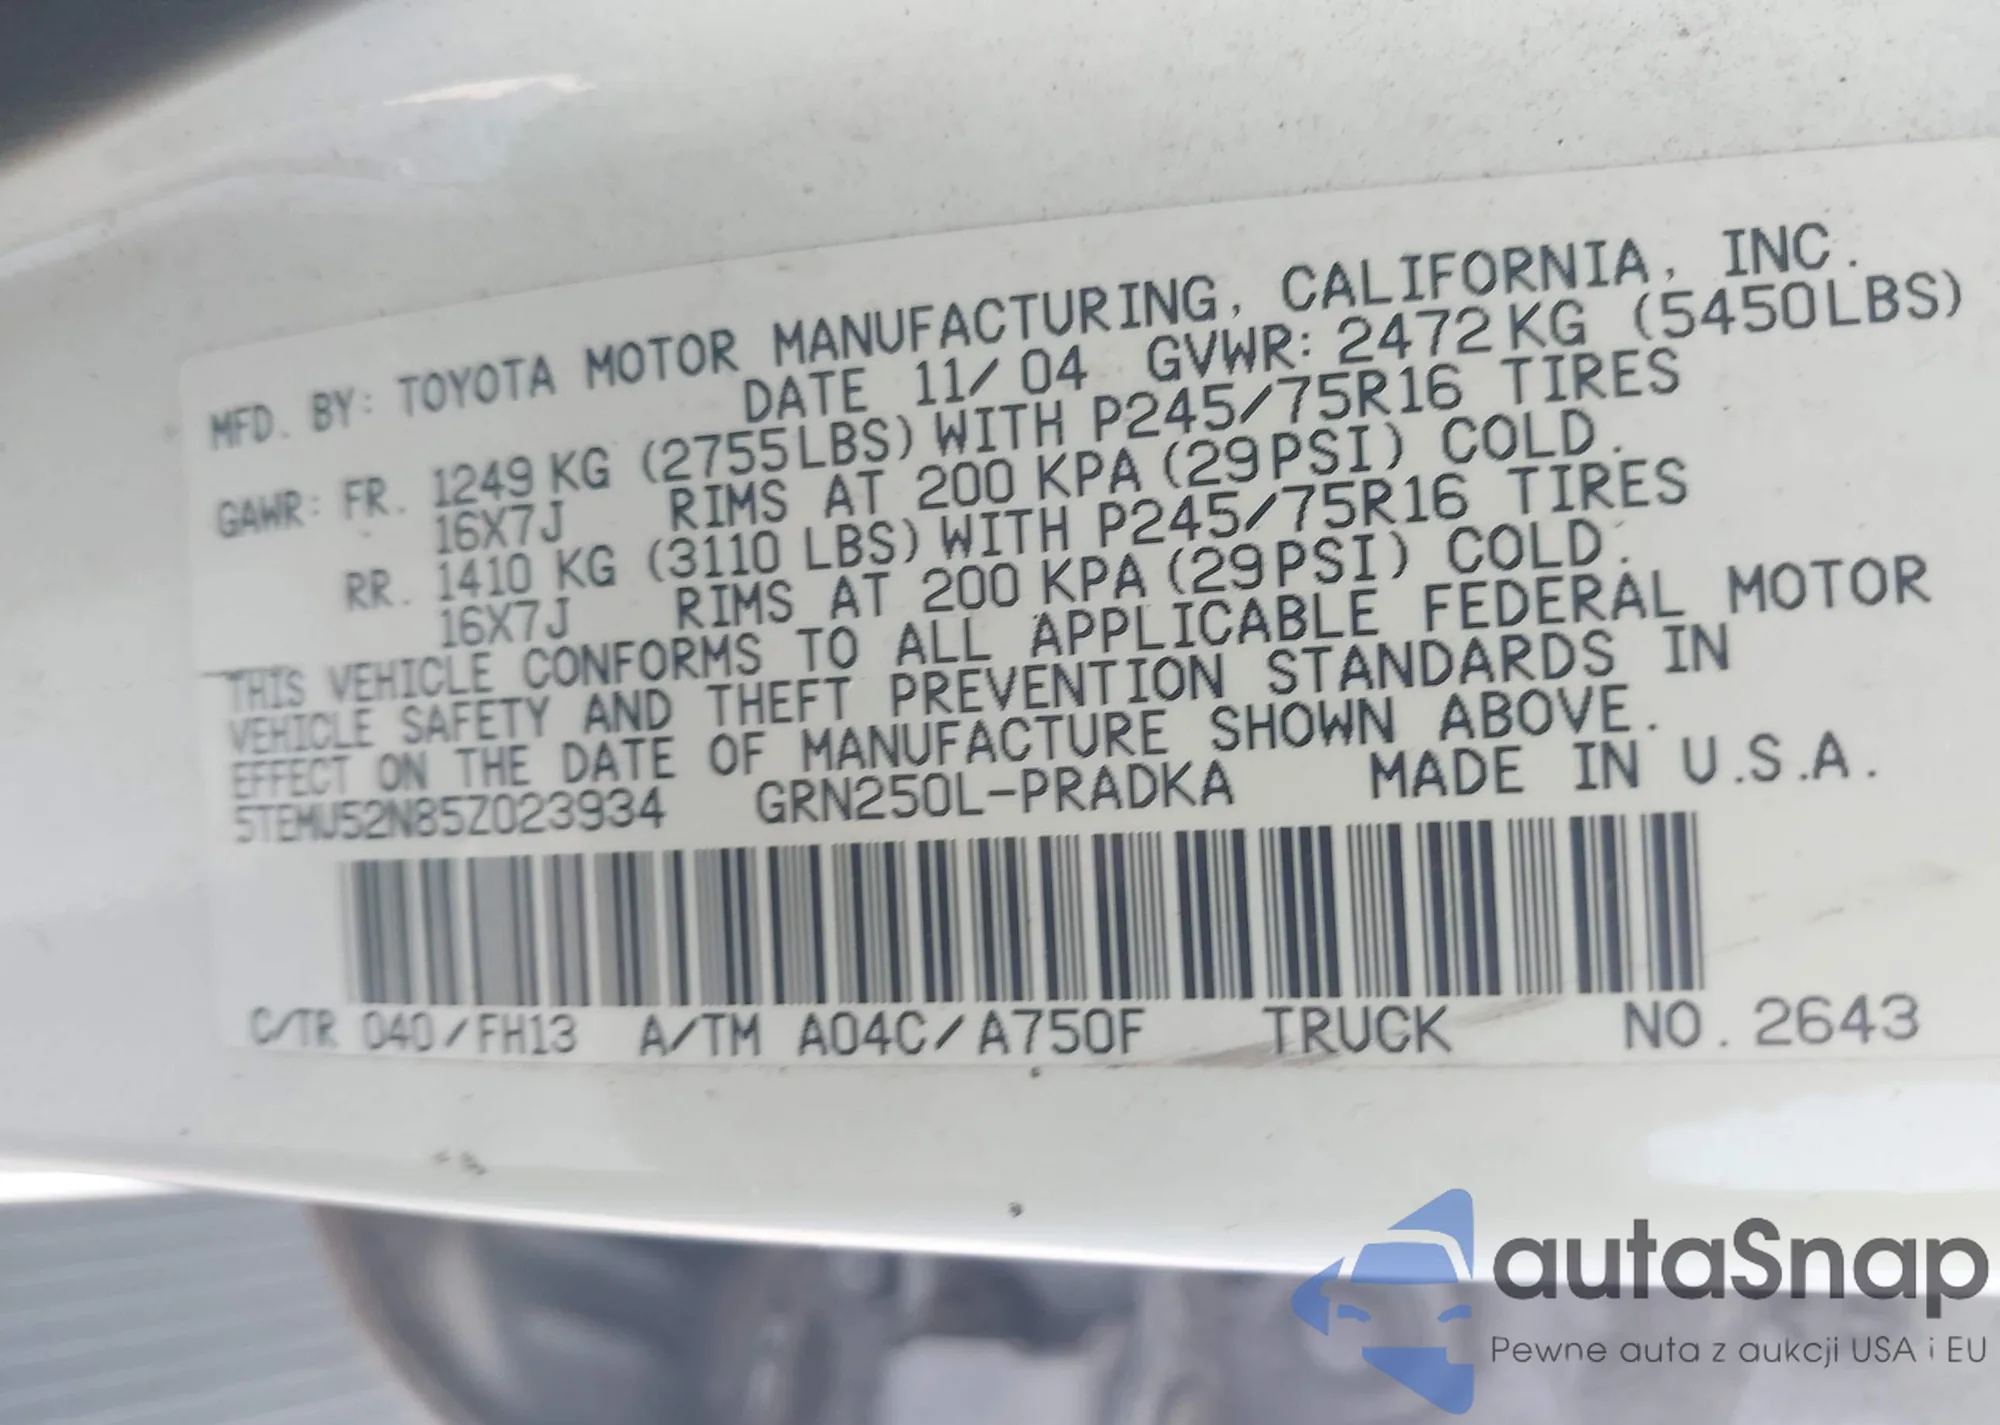 MFD. BY: TOYOTA MOTOR MANUFACTURING, CALIFORNIA, INC.
DATE 11/04 GVWR: 2472KG (5450LBS)
GAWR: FR. 1249KG (2755LBS) WITH P245/75R16 TIRES
16X7J RIMS AT 200 KPA (29PSI) COLD.
RR. 1410 KG (3110 LBS) WITH P245/75R16 TIRES
16X7J RIMS AT 200 KPA (29PSI) COLD.
THIS VEHICLE CONFORMS TO ALL APPLICABLE FEDERAL MOTOR
VEHICLE SAFETY AND THEFT PREVENTION STANDARDS IN
EFFECT ON THE DATE OF MANUFACTURE SHOWN ABOVE.
5TEMU52N85Z023934 GRN250L-PRADKA MADE IN U.S.A.
C/TR 040/FH13 A/TM A04C/A750F TRUCK NO. 2643
autaSnap
Pewne auta z aukcji USA i EU